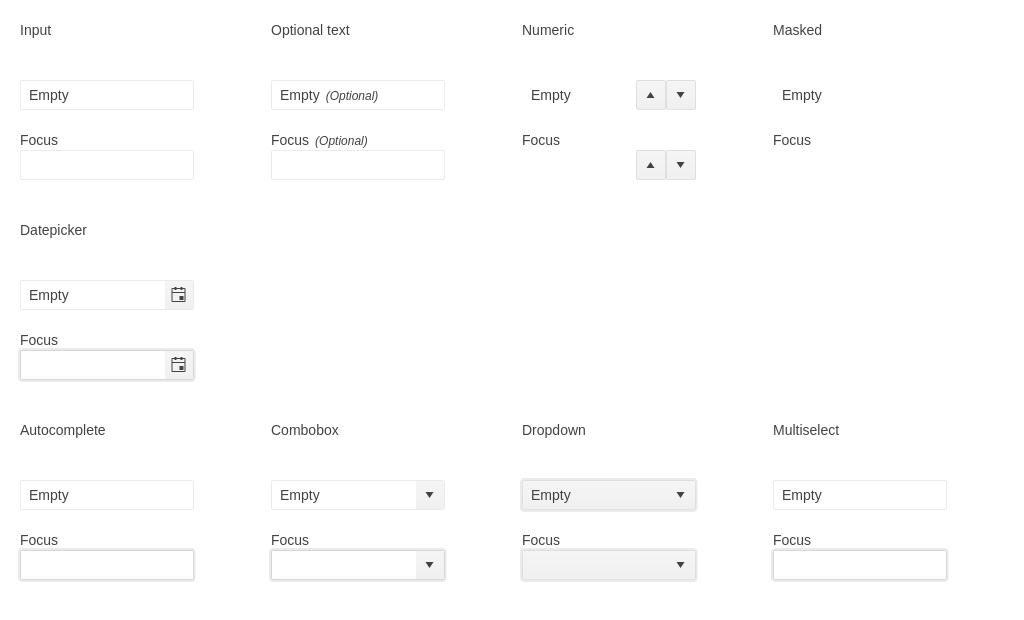 Input
Optional text
Numeric
Masked
Empty
Empty (Optional)
Empty
Empty
Focus
Focus (Optional)
Focus
Focus
Datepicker
Empty
Focus
Autocomplete
Combobox
Dropdown
Multiselect
Empty
Empty
Empty
Empty
Focus
Focus
Focus
Focus